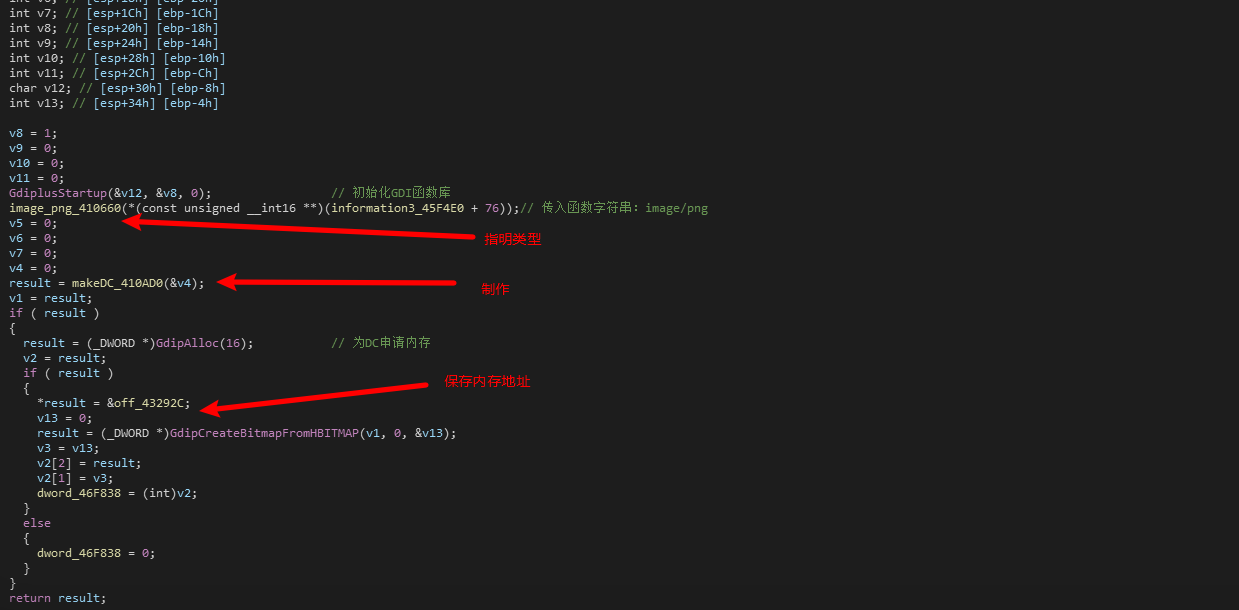 int v7; // [esp+1Ch] [ebp-1Ch]
int v8; // [esp+20h] [ebp-18h]
int v9; // [esp+24h] [ebp-14h]
int v10; // [esp+28h] [ebp-10h]
int v11; // [esp+2Ch] [ebp-Ch]
char v12; // [esp+30h] [ebp-8h]
int v13; // [esp+34h] [ebp-4h]
v8 = 1;
v9 = 0;
v10 = 0;
v11 = 0;
GdiplusStartup(&v12, &v8, 0); // 初始化GDI函数库
image_png_410660(*(const unsigned __int16 **)(information3_45F4E0 + 76));// 传入函数字符串：image/png
v5 = 0;
指明类型
v6 = 0;
v7 = 0;
v4 = 0;
result = makeDC_410AD0(&v4);
制作
v1 = result;
if ( result )
{
result = (_DWORD *)GdipAlloc(16); // 为DC申请内存
v2 = result;
if ( result )
保存内存地址
{
*result = &off_43292C;
v13 = 0;
result = (_DWORD *)GdipCreateBitmapFromHBITMAP(v1, 0, &v13);
v3 = v13;
v2[2] = result;
v2[1] = v3;
dword_46F838 = (int)v2;
}
else
{
dword_46F838 = 0;
}
}
return result;